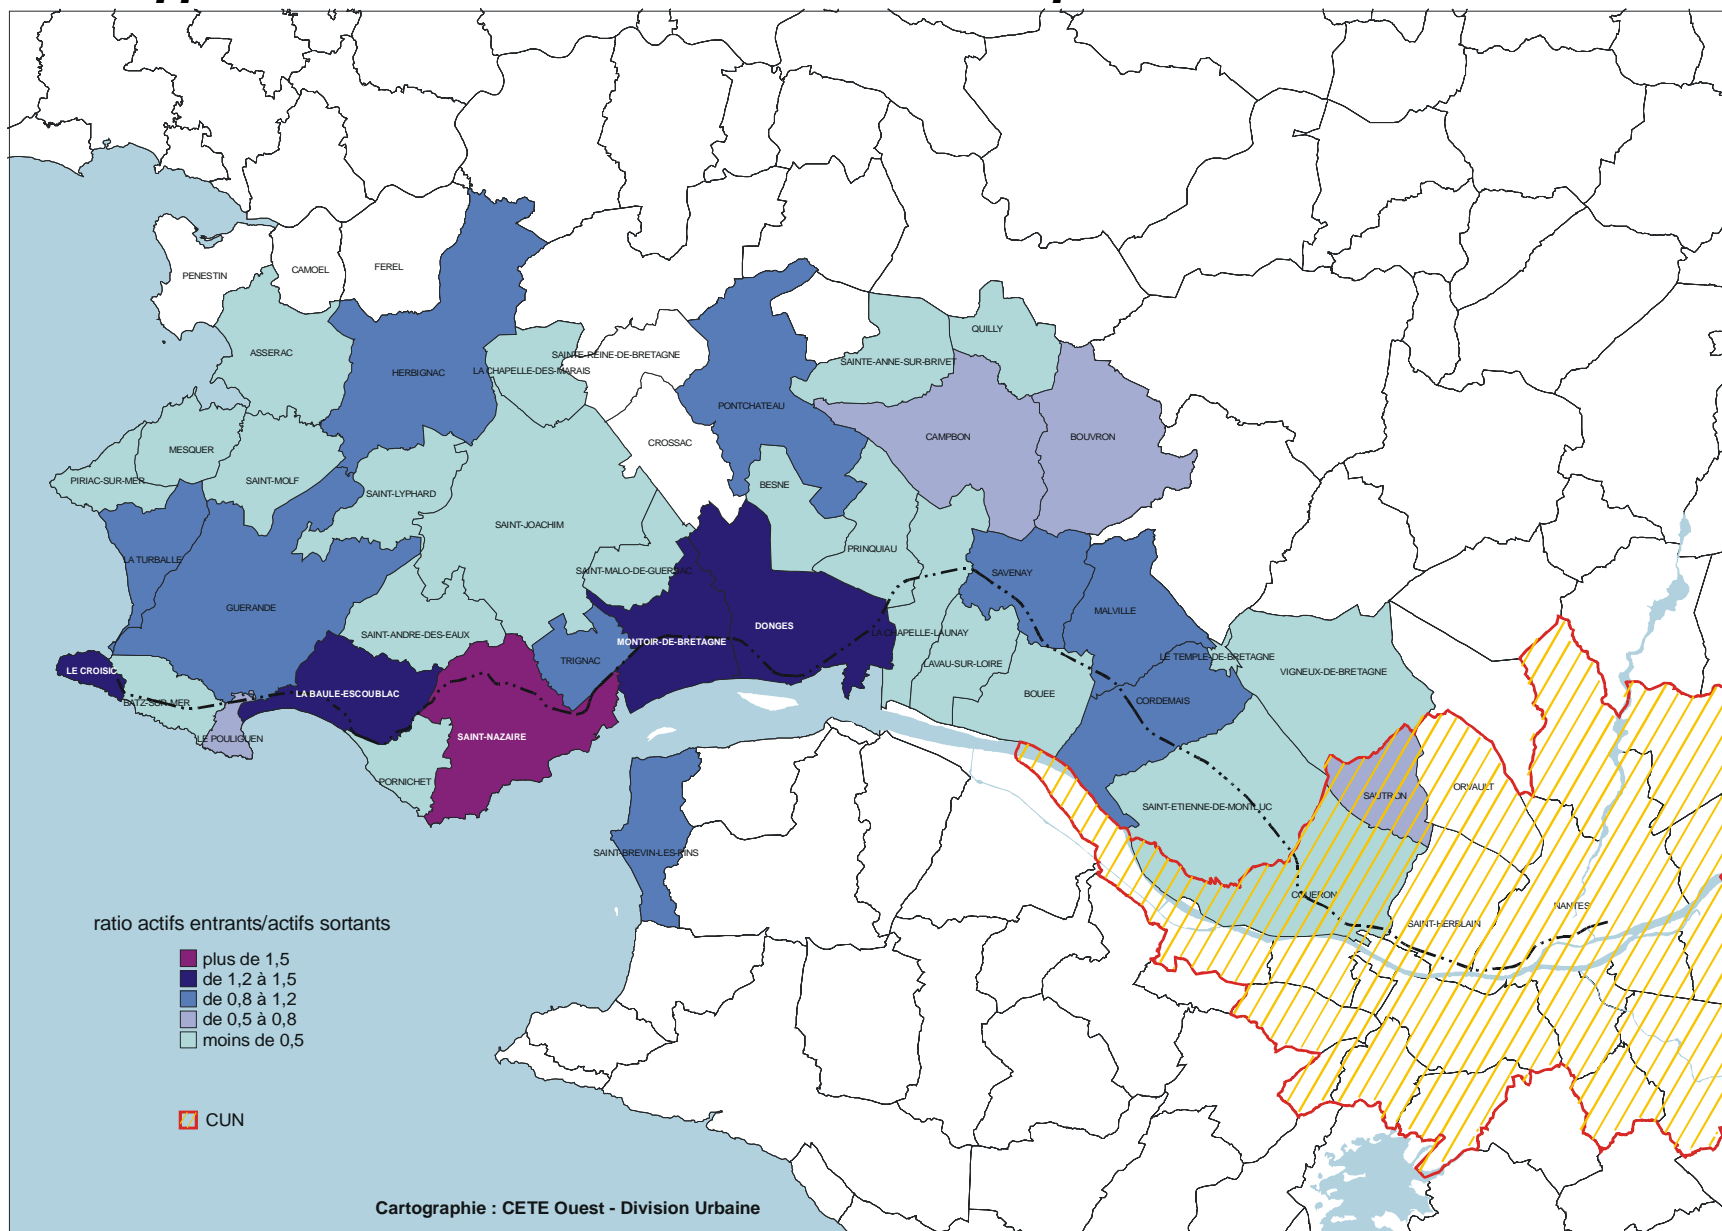 PENESTIN
CAMOEL
FEREL
ASSERAC
HERBIGNAC
SAINTE-REINE-DE-BRETAGNE
LA CHAPELLE-DES-MARAIS
QUILLY
SAINTE-ANNE-SUR-BRIVET
PONTCHATEAU
CROSSAC
CAMPBON
BOUVRON
MESQUER
PIRIAC-SUR-MER
SAINT-MOLF
SAINT-LYPHARD
BESNE
SAINT-JOACHIM
PRINQUIAU
LA TURBALLE
SAINT-MALO-DE-GUERSAC
SAVENAY
MALVILLE
GUERANDE
SAINT-ANDRE-DES-EAUX
TRIGNAC
MONTOIR-DE-BRETAGNE
DONGES
LA CHAPELLE-LAUNAY
LAVAU-SUR-LOIRE
LE TEMPLE-DE-BRETAGNE
VIGNEUX-DE-BRETAGNE
LE CROISIC
LA BAULE-ESCOUBLAC
BATZ-SUR-MER
BOUEE
CORDEMAIS
LE POULIGUEN
SAINT-NAZAIRE
PORNICHET
SAINT-ETIENNE-DE-MONTLUC
SAUTRON
ORVAULT
SAINT-BREVIN-LES-PINS
COUERON
SAINT-HERBLAIN
NANTES
ratio actifs entrants/actifs sortants
plus de 1,5
de 1,2 à 1,5
de 0,8 à 1,2
de 0,5 à 0,8
moins de 0,5
CUN
Cartographie : CETE Ouest - Division Urbaine